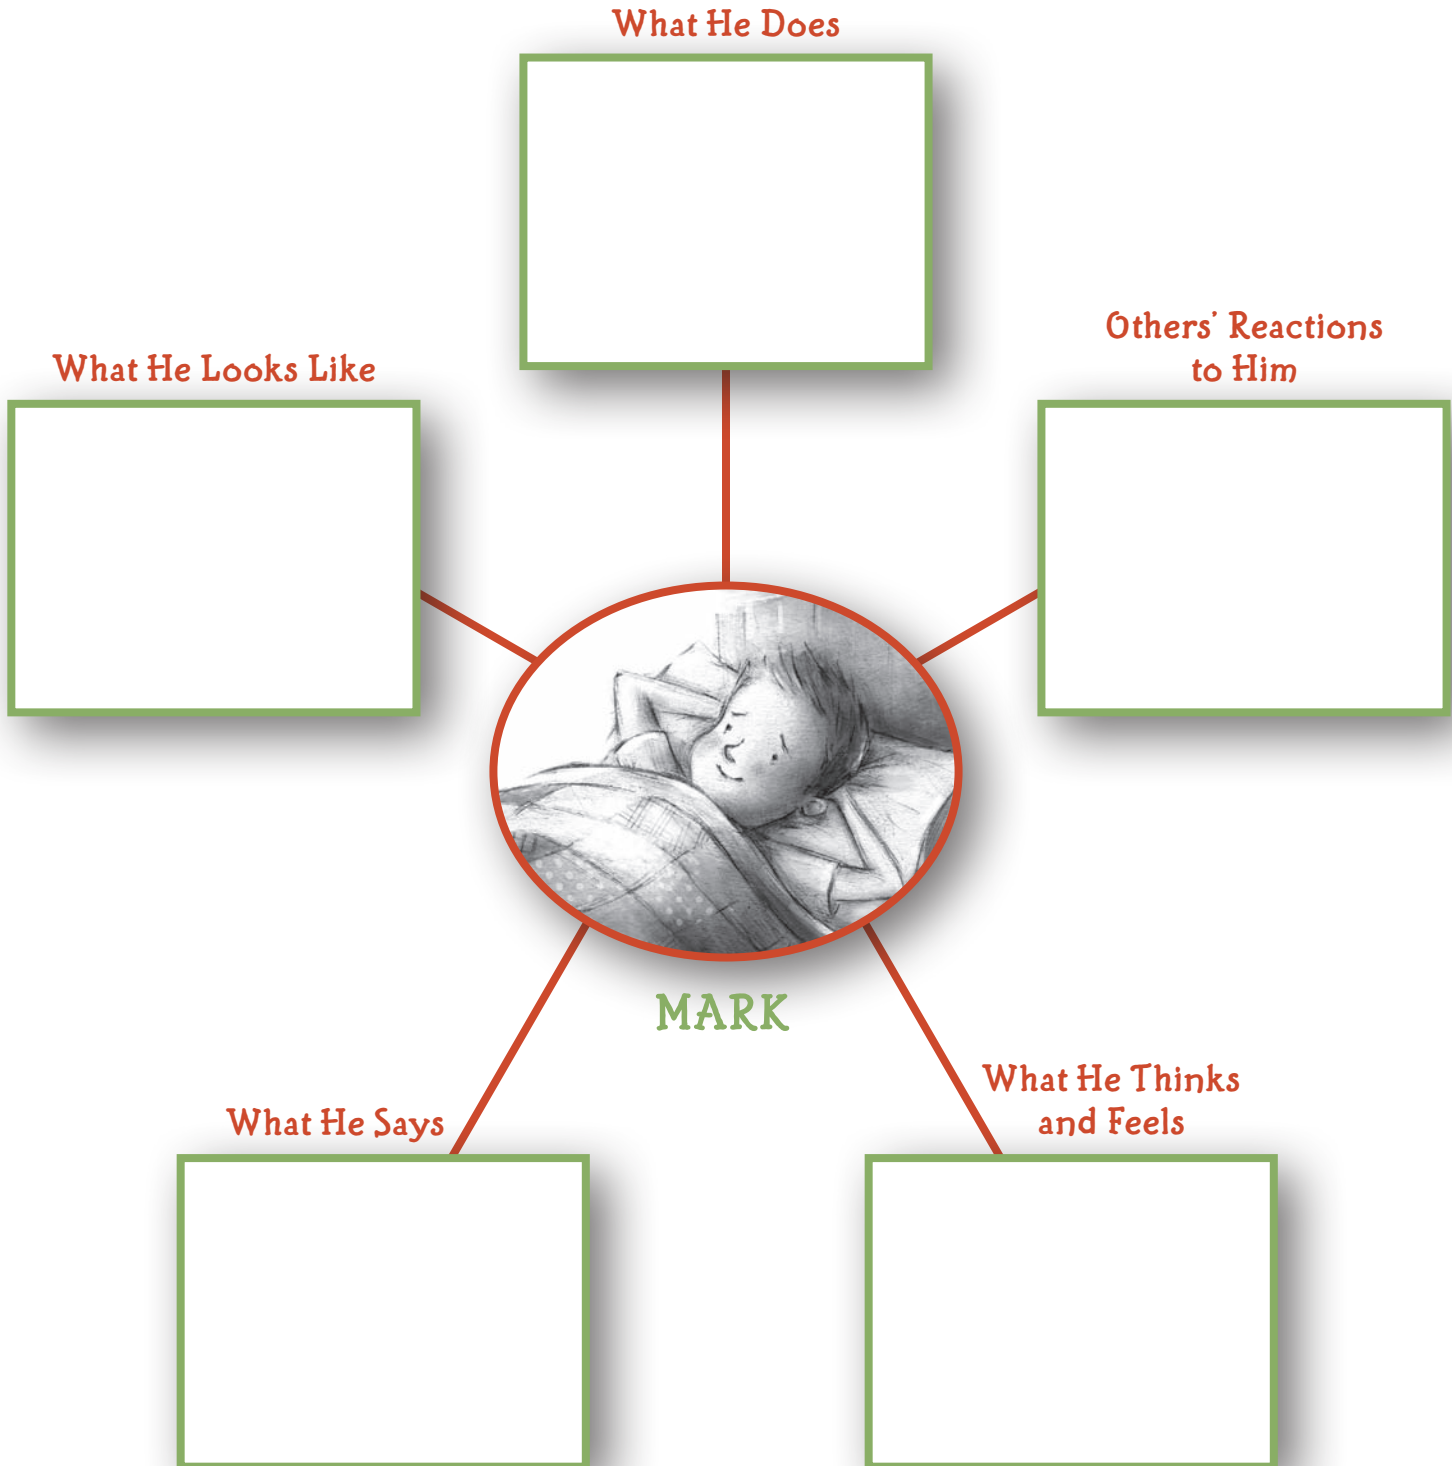 What He Does
Others' Reactions
to Him
What He Looks Like
MARK
What He Thinks
and Feels
What He Says